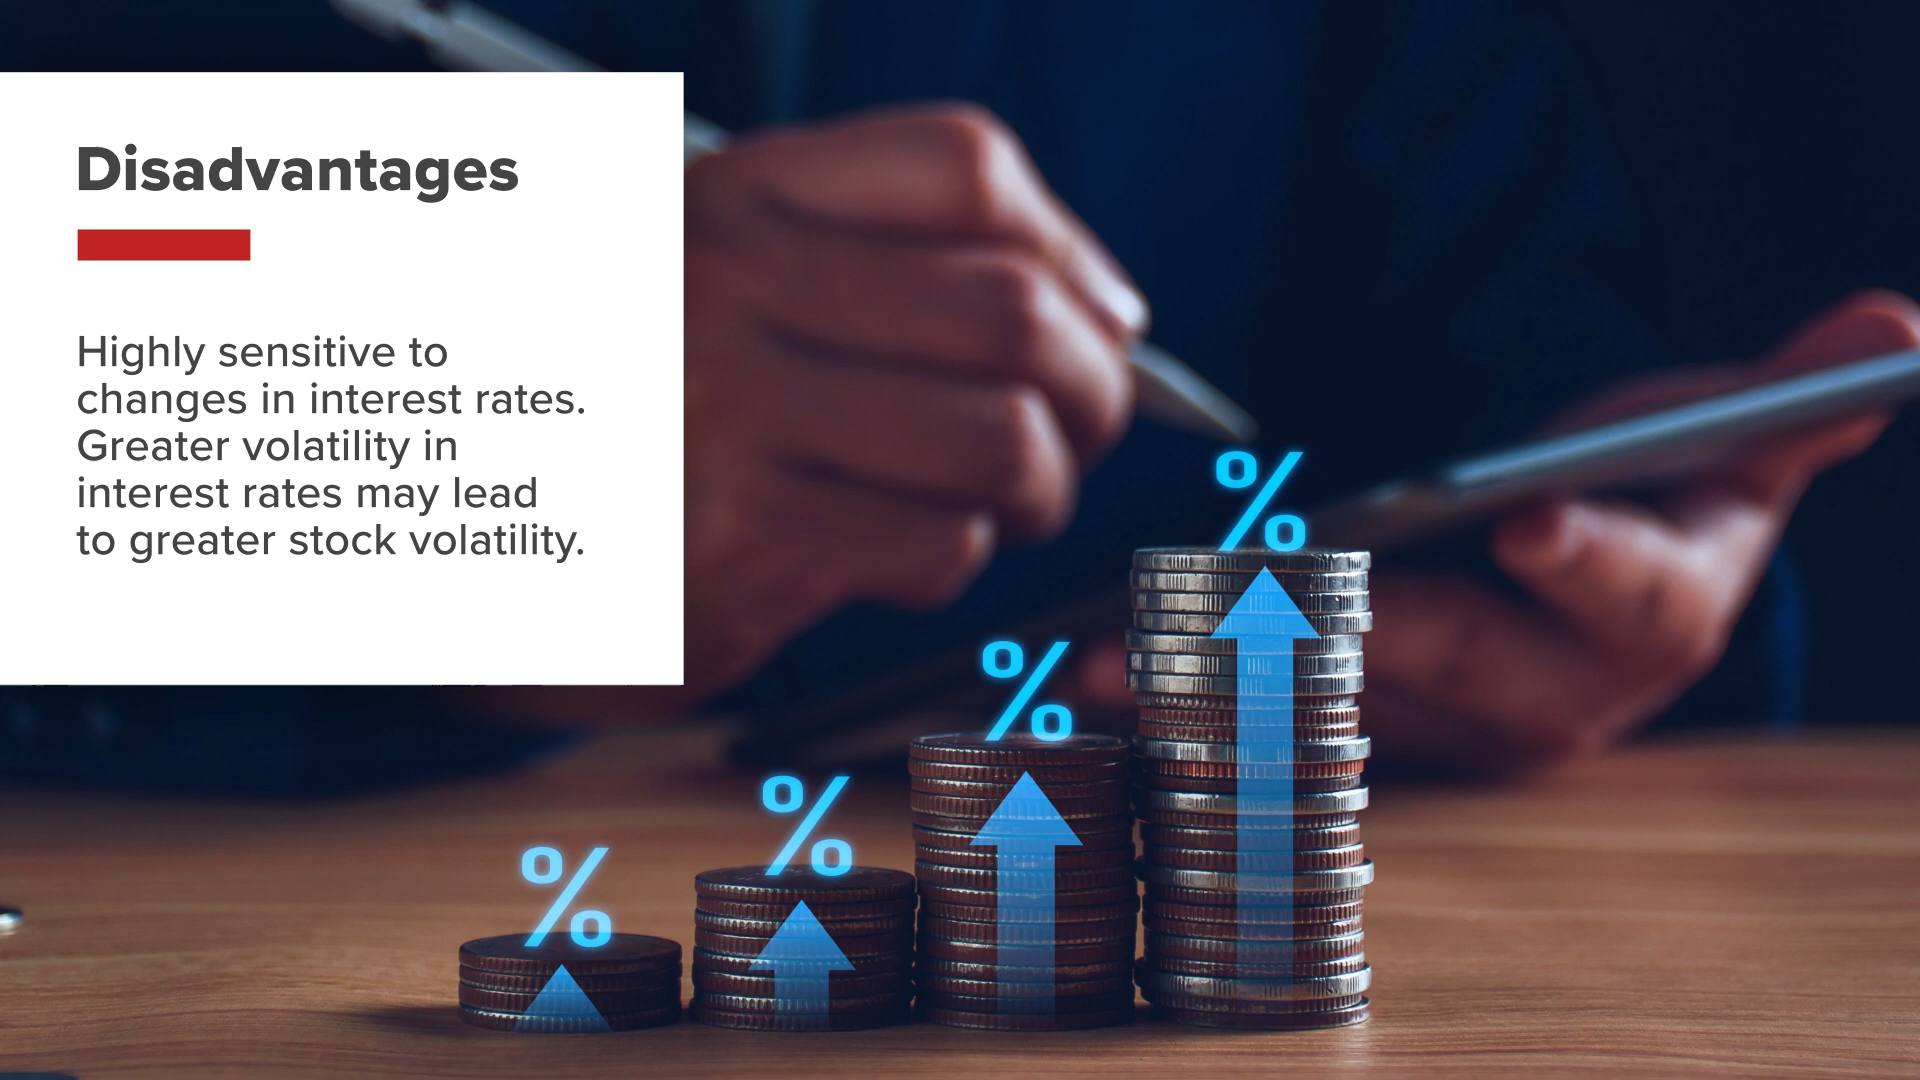 Disadvantages
Highly sensitive to
changes in interest rates.
Greater volatility in
interest rates may lead
to greater stock volatility.
%
%
%
%